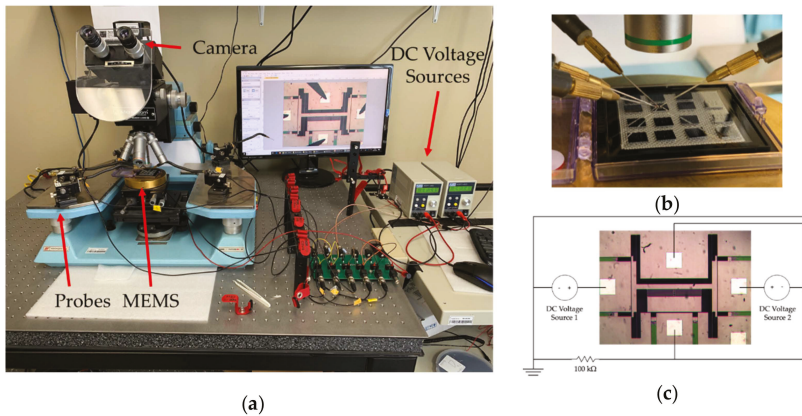 Camera
DC Voltage
Sources
Probes MEMS
(a)
(b)
DC Voltage
Source 1
DC Voltage
Source 2
100 kΩ
(c)